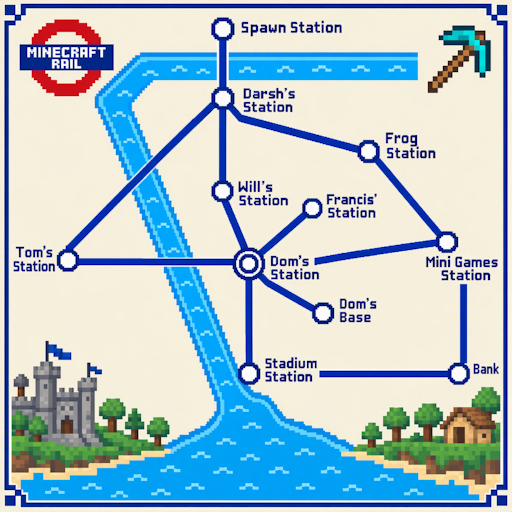 MINECRAFT
RAIL
Spawn Station
Darsh's
Station
Frog
Station
Will's
Station
Francis'
Station
Tom's
Station
Dom's
Station
Mini Games
Station
Dom's
Base
Stadium
Station
Bank